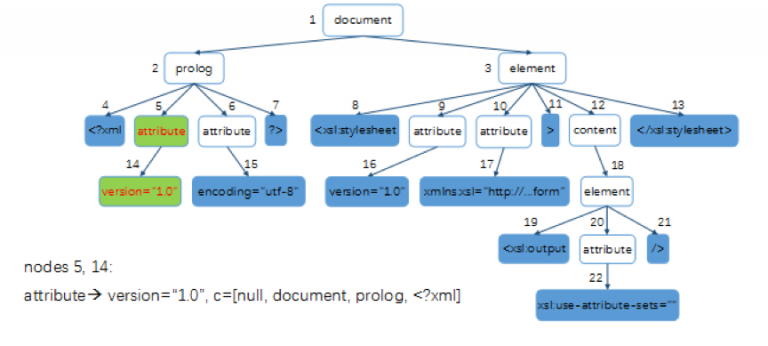 1 document
2 prolog 3 element
4 5 6 7 8 9 10 11 12 13
<?xml attribute attribute ?> <xsl:stylesheet attribute attribute > content </xsl:stylesheet>
14 15 16 17 18
version="1.0" encoding="utf-8" version="1.0" xmlns:xsl="http://...form" element
19 20 21
<xsl:output attribute />
22
xsl:use-attribute-sets=""
nodes 5, 14:
attribute→ version=“1.0”, c=[null, document, prolog, <?xml]